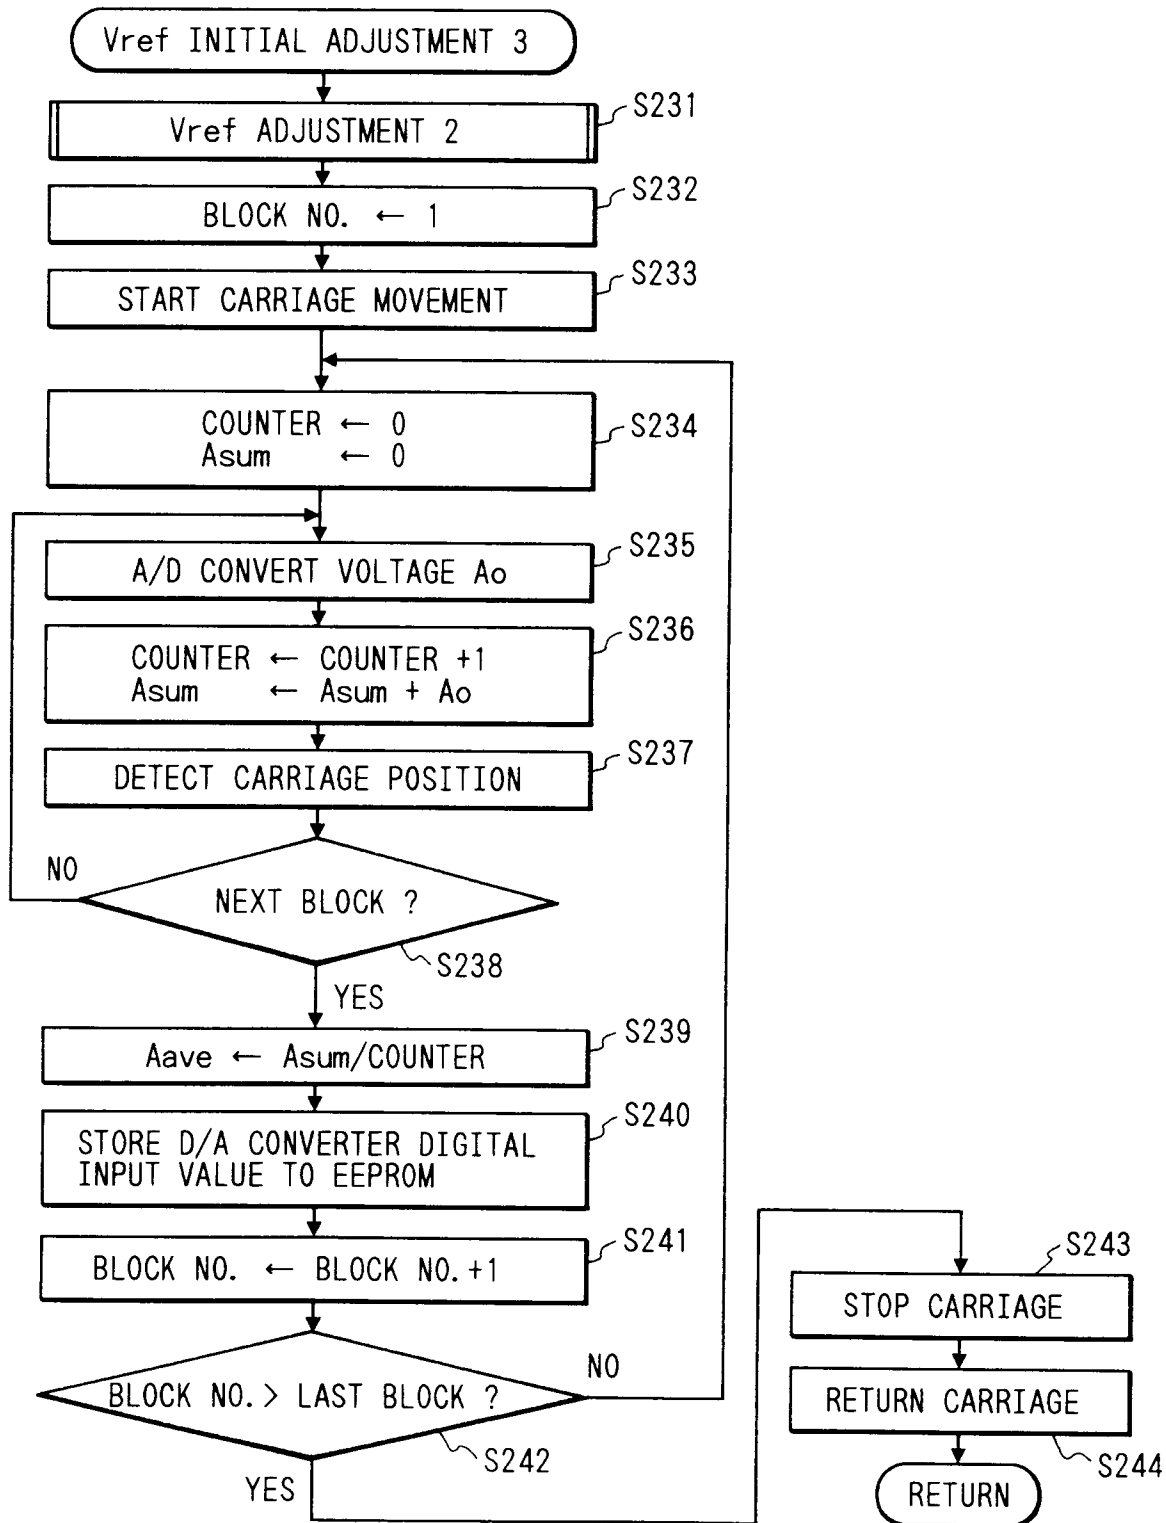 Vref INITIAL ADJUSTMENT 3
S231
Vref ADJUSTMENT 2
S232
BLOCK NO. ← 1
S233
START CARRIAGE MOVEMENT
COUNTER ← 0
S234
Asum ← 0
S235
A/D CONVERT VOLTAGE Ao
S236
COUNTER ← COUNTER +1
Asum ← Asum + Ao
S237
DETECT CARRIAGE POSITION
NO
NEXT BLOCK ?
S238
YES
S239
Aave ← Asum/COUNTER
S240
STORE D/A CONVERTER DIGITAL
INPUT VALUE TO EEPROM
S241
BLOCK NO. ← BLOCK NO.+1
NO
BLOCK NO.> LAST BLOCK ?
S242
YES
S243
STOP CARRIAGE
RETURN CARRIAGE
S244
RETURN